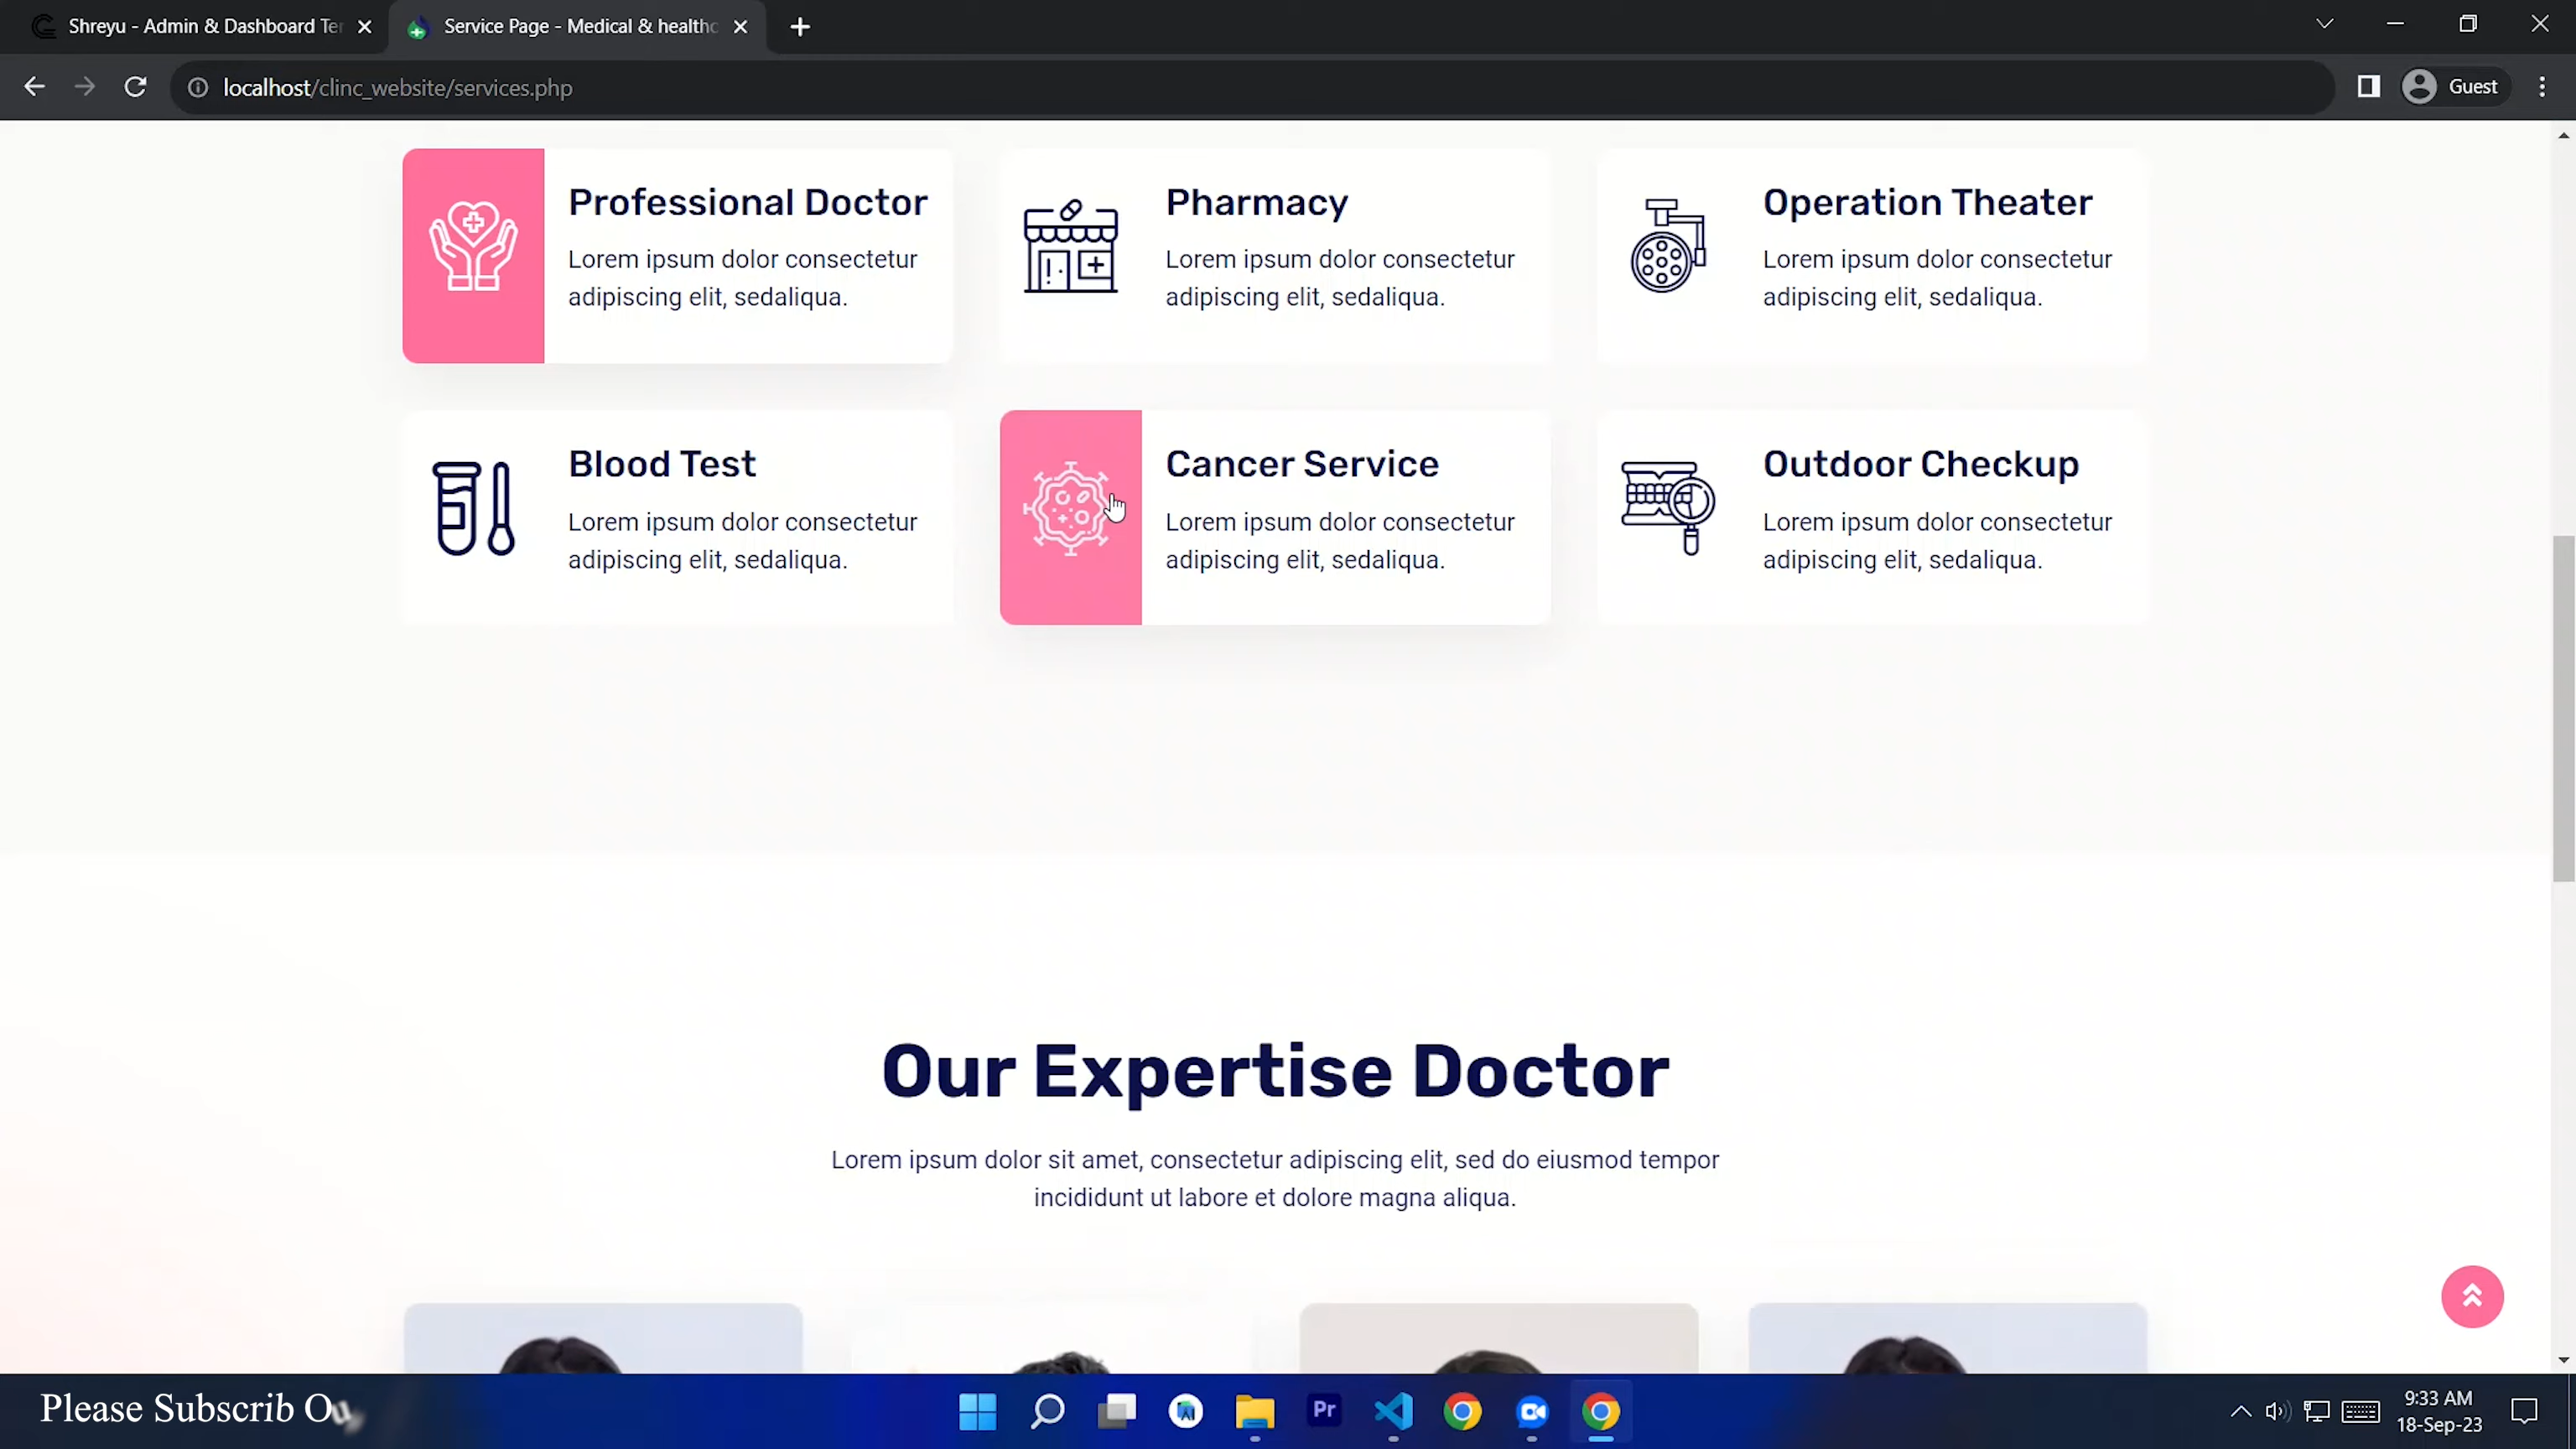 Shreyu - Admin & Dashboard Ter
Service Page - Medical & healthc
localhost/clinc_website/services.php
Guest
Professional Doctor
Lorem ipsum dolor consectetur
adipiscing elit, sedaliqua.
Pharmacy
Lorem ipsum dolor consectetur
adipiscing elit, sedaliqua.
Operation Theater
Lorem ipsum dolor consectetur
adipiscing elit, sedaliqua.
Blood Test
Lorem ipsum dolor consectetur
adipiscing elit, sedaliqua.
Cancer Service
Lorem ipsum dolor consectetur
adipiscing elit, sedaliqua.
Outdoor Checkup
Lorem ipsum dolor consectetur
adipiscing elit, sedaliqua.
Our Expertise Doctor
Lorem ipsum dolor sit amet, consectetur adipiscing elit, sed do eiusmod tempor
incididunt ut labore et dolore magna aliqua.
Please Subscrib Ou
Pr
9:33 AM
18-Sep-23